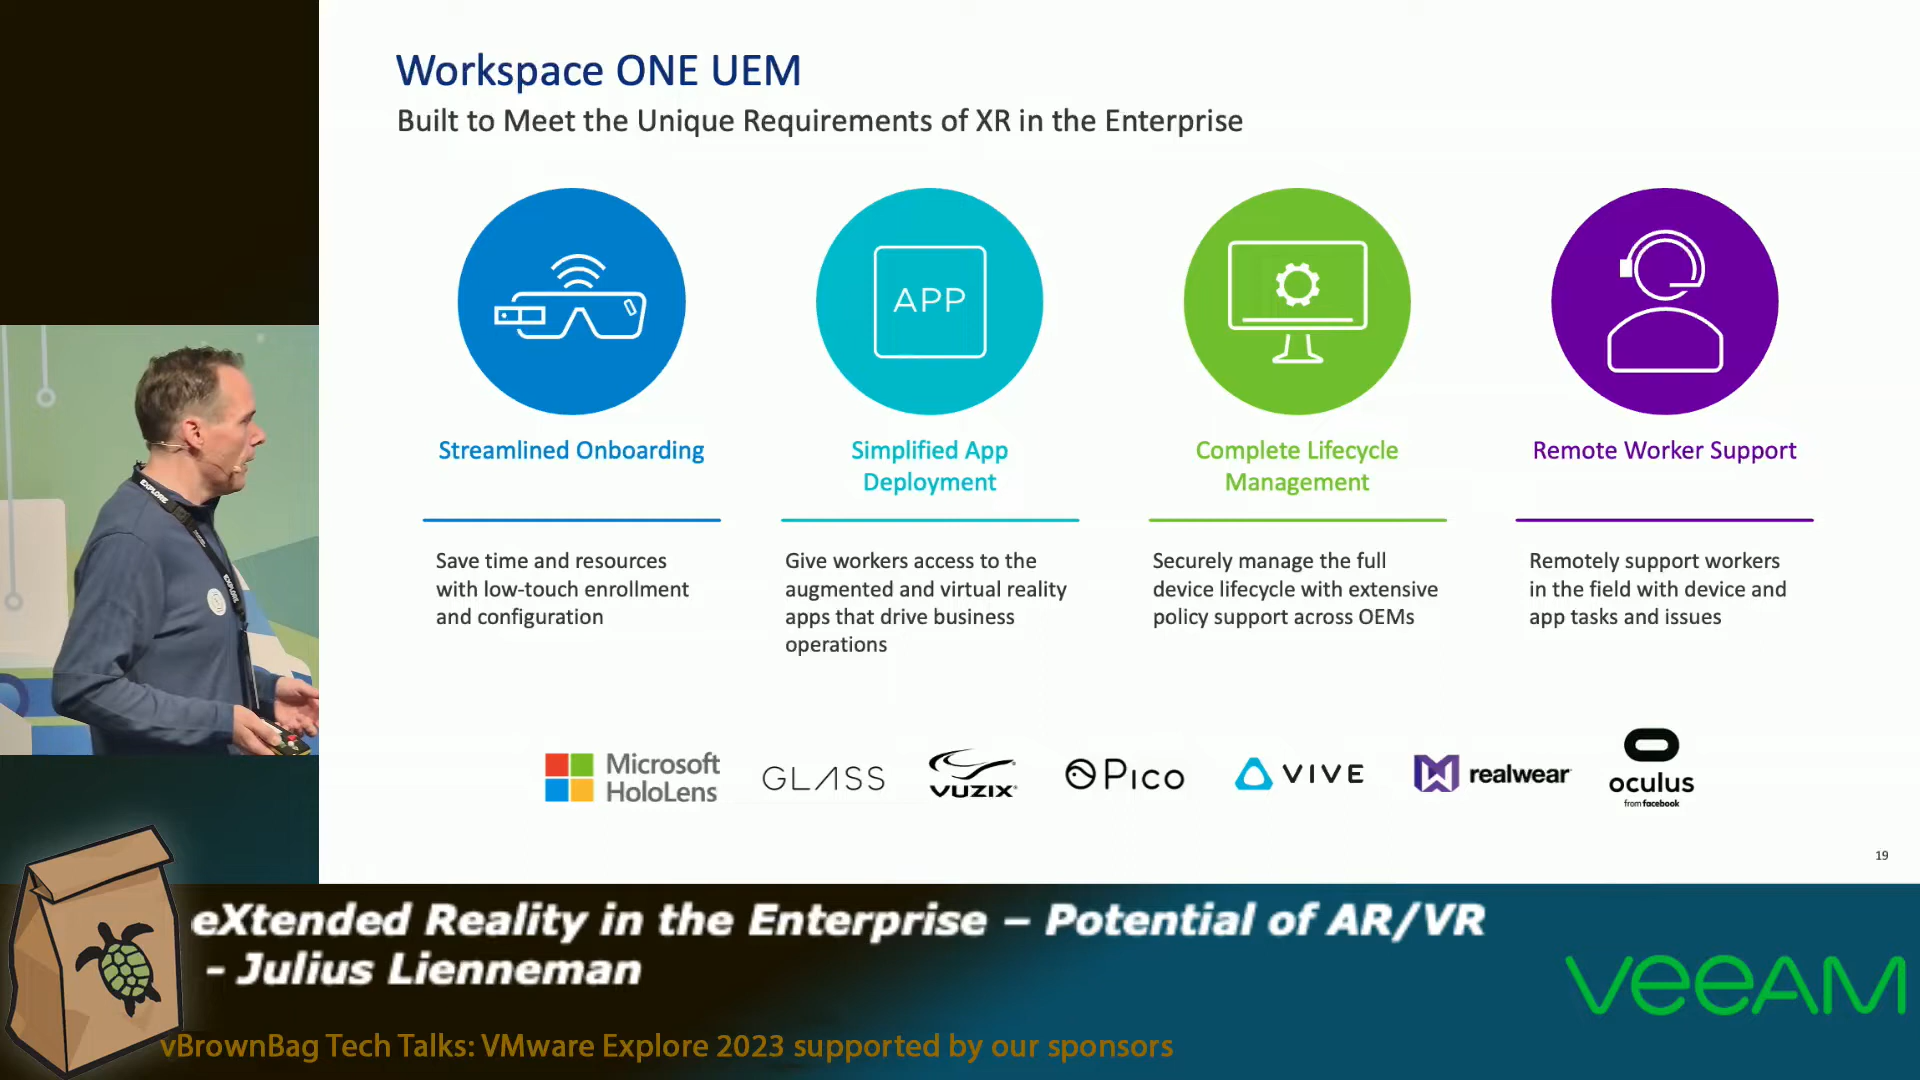 Workspace ONE UEM
Built to Meet the Unique Requirements of XR in the Enterprise
APP
Streamlined Onboarding
Save time and resources
with low-touch enrollment
and configuration
Simplified App
Deployment
Give workers access to the
augmented and virtual reality
apps that drive business
operations
Complete Lifecycle
Management
Securely manage the full
device lifecycle with extensive
policy support across OEMs
Remote Worker Support
Remotely support workers
in the field with device and
app tasks and issues
Microsoft
HoloLens
GLASS
VUZIX
Pico
VIVE
realwear
oculus
from facebook
19
EXPLORE
EXPLORE
eXtended Reality in the Enterprise – Potential of AR/VR
- Julius Lienneman
veeAM
vBrownBag Tech Talks: VMware Explore 2023 supported by our sponsors